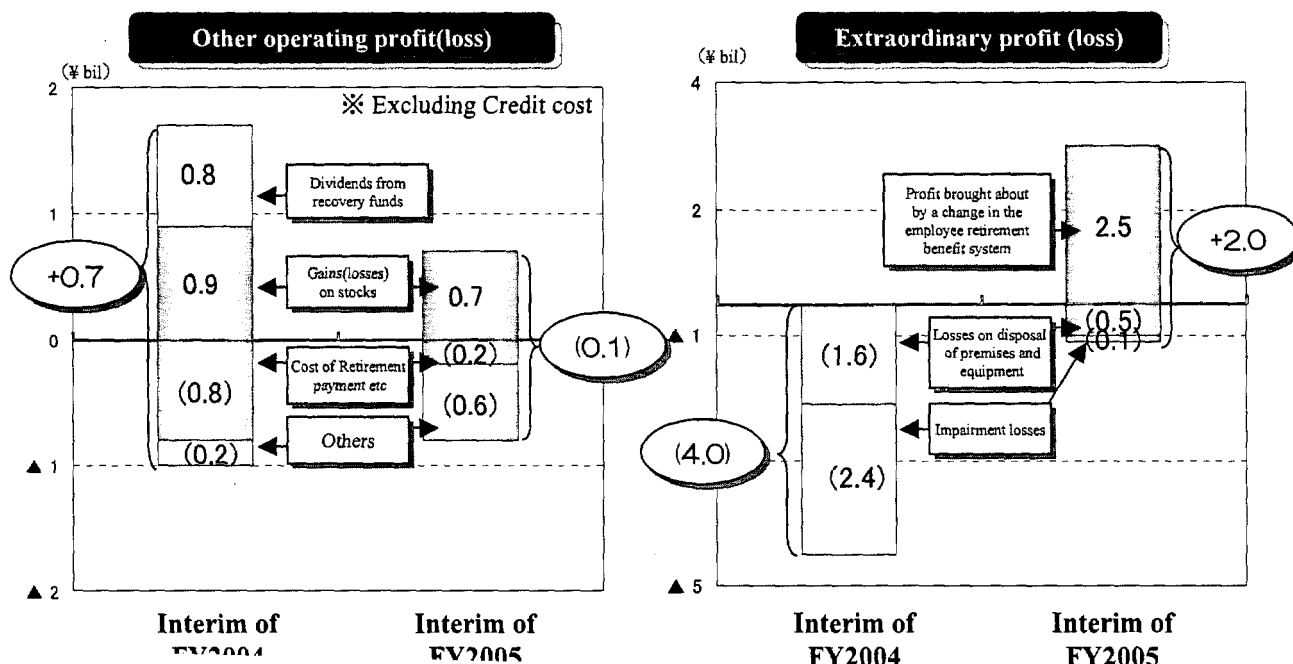 Other operating profit(loss)
(¥ bil)
2
※ Excluding Credit cost
0.8
Dividends from
recovery funds
1
+0.7
0.9
Gains(losses)
on stocks
0.7
0
(0.1)
(0.2)
Cost of Retirement
payment etc
(0.8)
(0.6)
Others
(0.2)
▲ 1
▲ 2
Interim of
FY2004
Interim of
FY2005
Extraordinary profit (loss)
(¥ bil)
4
Profit brought about
by a change in the
employee retirement
benefit system
2
2.5
+2.0
(0.5)
▲ 1
(0.1)
(1.6)
Losses on disposal
of premises and
equipment
Impairment losses
(4.0)
(2.4)
▲ 5
Interim of
FY2004
Interim of
FY2005